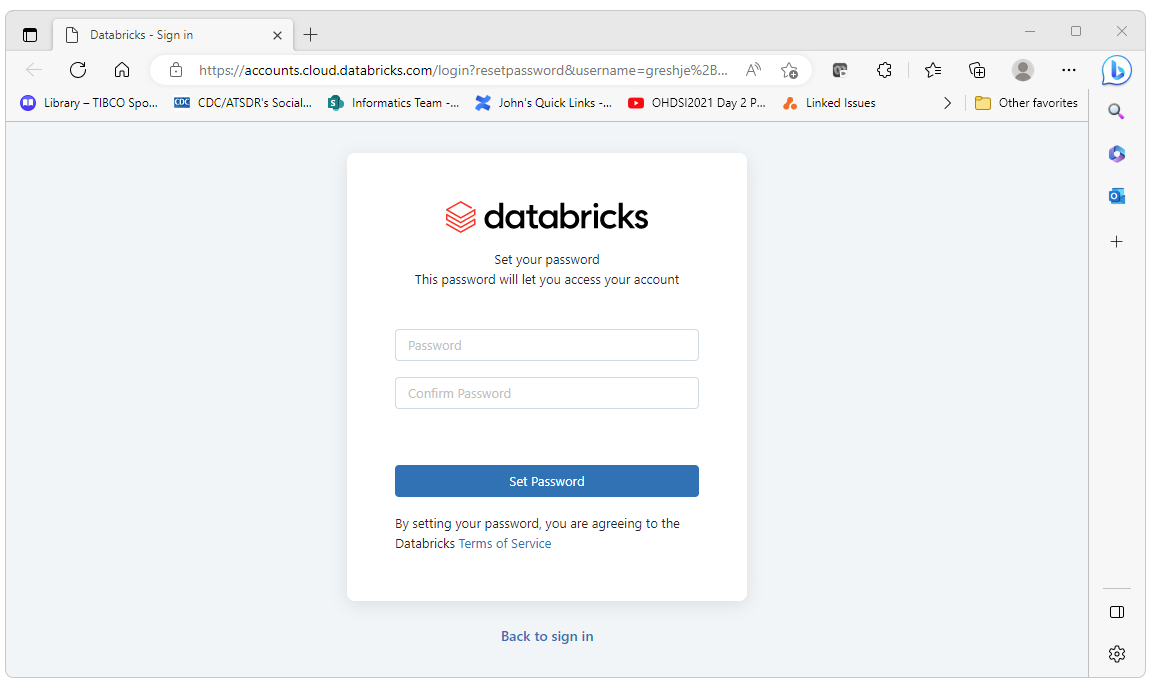 Databricks - Sign in
https://accounts.cloud.databricks.com/login?resetpassword&username=greshje%2B...
Library – TIBCO Spo...
CDC
CDC/ATSDR's Social...
Informatics Team -...
John's Quick Links -...
OHDSI2021 Day 2 P...
Linked Issues
Other favorites
databricks
Set your password
This password will let you access your account
Password
Confirm Password
Set Password
By setting your password, you are agreeing to the
Databricks Terms of Service
Back to sign in